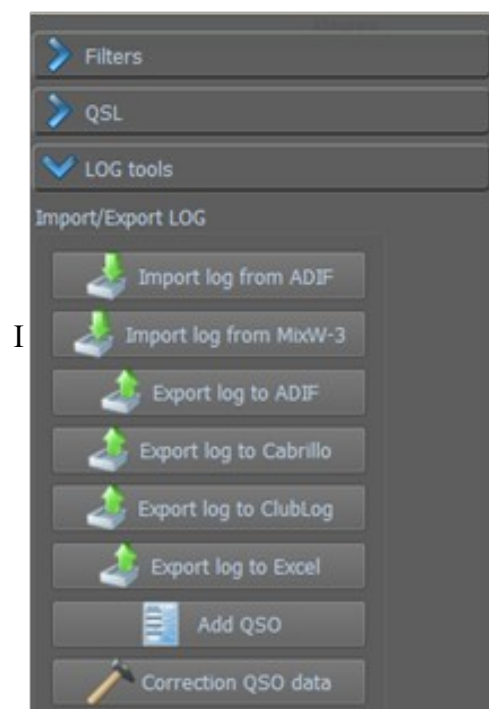 Filters
QSL
LOG tools
Import/Export LOG
Import log from ADIF
I
Import log from MixW-3
Export log to ADIF
Export log to Cabrillo
Export log to ClubLog
Export log to Excel
Add QSO
Correction QSO data